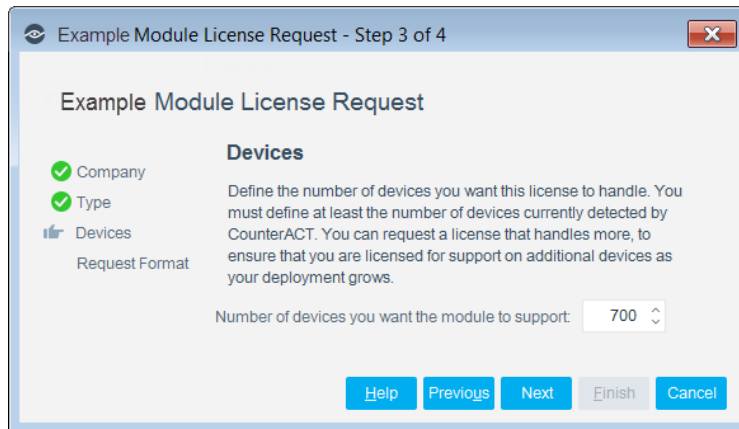 Example Module License Request - Step 3 of 4
Example Module License Request
Company
Type
Devices
Request Format
Devices
Define the number of devices you want this license to handle. You
must define at least the number of devices currently detected by
CounterACT. You can request a license that handles more, to
ensure that you are licensed for support on additional devices as
your deployment grows.
Number of devices you want the module to support: 700
Help Previous Next Finish Cancel